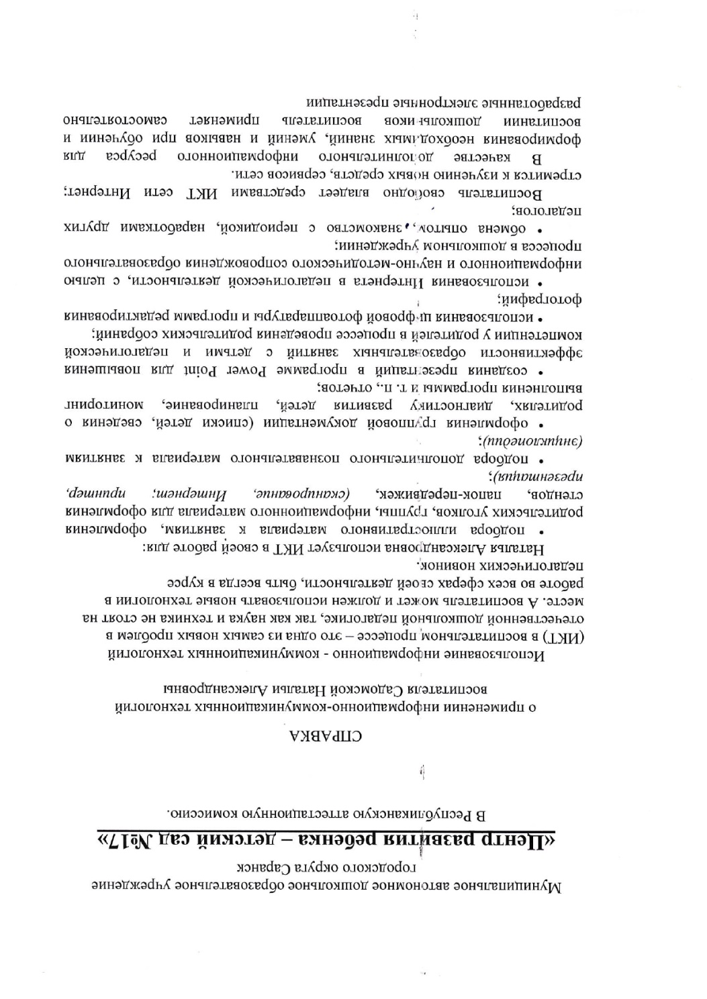 Муниципальное автономное дошкольное образовательное учреждение
городского округа Саранск
«Центр развития ребенка – детский сад №17»
В Республиканскую аттестационную комиссию.
СПРАВКА
о применении информационно-коммуникационных технологий
воспитателя Садомской Натальи Александровны
Использование информационно - коммуникационных технологий
(ИКТ) в воспитательном процессе – это одна из самых новых проблем в
отечественной дошкольной педагогике, так как наука и техника не стоят на
месте. А воспитатель может и должен использовать новые технологии в
работе во всех сферах своей деятельности, быть всегда в курсе
педагогических новинок.
Наталья Александровна использует ИКТ в своей работе для:
• подбора иллюстративного материала к занятиям, оформления
родительских уголков, группы, информационного материала для оформления
стендов, папок-передвижек, (сканирование, Интернет; принтер,
презентация);
• подбора дополнительного познавательного материала к занятиям
(энциклопедии);
• оформления групповой документации (списки детей, сведения о
родителях, диагностику развития детей, планирование, мониторинг
выполнения программы и т. п., отчетов;
• создания презентаций в программе Power Point для повышения
эффективности образовательных занятий с детьми и педагогической
компетенции у родителей в процессе проведения родительских собраний;
• использования цифровой фотоаппаратуры и программ редактирования
фотографий;
• использования Интернета в педагогической деятельности, с целью
информационного и научно-методического сопровождения образовательного
процесса в дошкольном учреждении;
• обмена опытом, знакомство с периодикой, наработками других
педагогов;
Воспитатель свободно владеет средствами ИКТ сети Интернет;
стремится к изучению новых средств, сервисов сети.
В качестве дополнительного информационного ресурса для
формирования необходимых знаний, умений и навыков при обучении и
воспитании дошкольников воспитатель применяет самостоятельно
разработанные электронные презентации